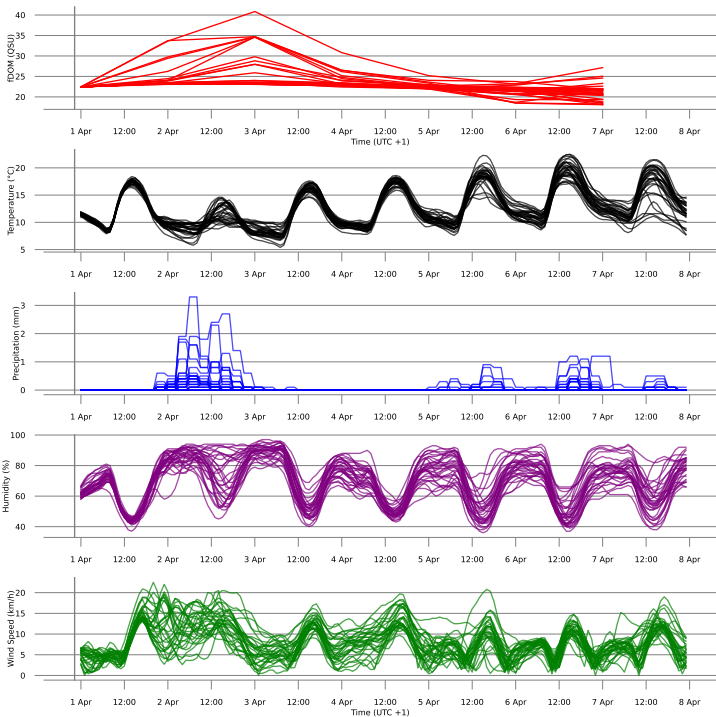 fDOM (QSU)
40
35
30
25
20
1 Apr 12:00 2 Apr 12:00 3 Apr 12:00 4 Apr 12:00 5 Apr 12:00 6 Apr 12:00 7 Apr 12:00 8 Apr
Time (UTC +1)
Temperature (°C)
20
15
10
5
1 Apr 12:00 2 Apr 12:00 3 Apr 12:00 4 Apr 12:00 5 Apr 12:00 6 Apr 12:00 7 Apr 12:00 8 Apr
Precipitation (mm)
3
2
1
0
1 Apr 12:00 2 Apr 12:00 3 Apr 12:00 4 Apr 12:00 5 Apr 12:00 6 Apr 12:00 7 Apr 12:00 8 Apr
Humidity (%)
100
80
60
40
1 Apr 12:00 2 Apr 12:00 3 Apr 12:00 4 Apr 12:00 5 Apr 12:00 6 Apr 12:00 7 Apr 12:00 8 Apr
Wind Speed (km/h)
20
15
10
5
0
1 Apr 12:00 2 Apr 12:00 3 Apr 12:00 4 Apr 12:00 5 Apr 12:00 6 Apr 12:00 7 Apr 12:00 8 Apr
Time (UTC +1)